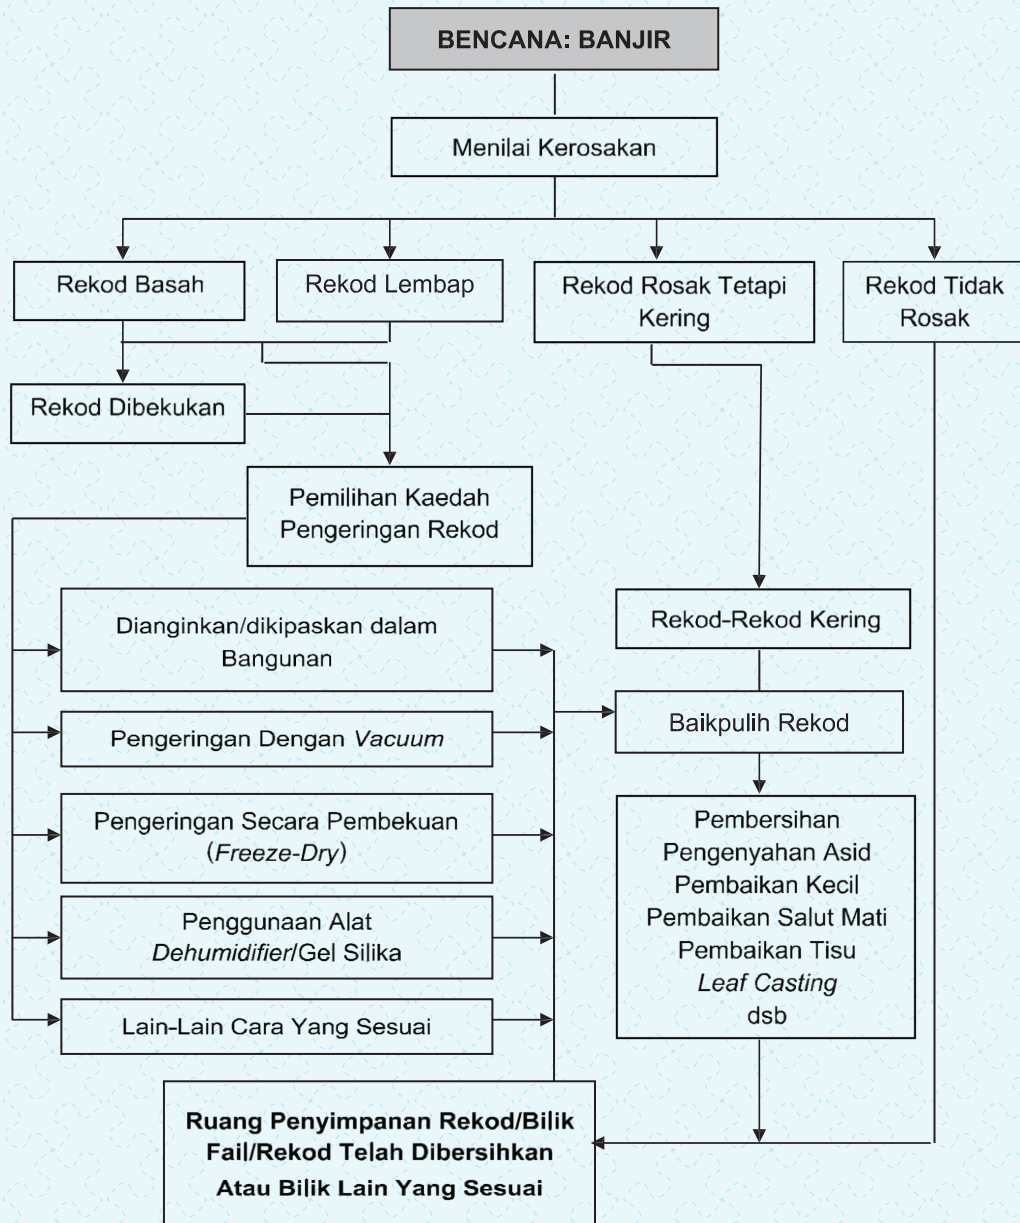 BENCANA: BANJIR
Menilai Kerosakan
Rekod Basah
Rekod Lembap
Rekod Rosak Tetapi
Kering
Rekod Tidak
Rosak
Rekod Dibekukan
Pemilihan Kaedah
Pengeringan Rekod
Dianginkan/dikipaskan dalam
Bangunan
Pengeringan Dengan Vacuum
Pengeringan Secara Pembekuan
(Freeze-Dry)
Penggunaan Alat
Dehumidifier/Gel Silika
Lain-Lain Cara Yang Sesuai
Rekod-Rekod Kering
Baikpulih Rekod
Pembersihan
Pengenyahan Asid
Pembaikan Kecil
Pembaikan Salut Mati
Pembaikan Tisu
Leaf Casting
dsb
Ruang Penyimpanan Rekod/Bilik
Fail/Rekod Telah Dibersihkan
Atau Bilik Lain Yang Sesuai